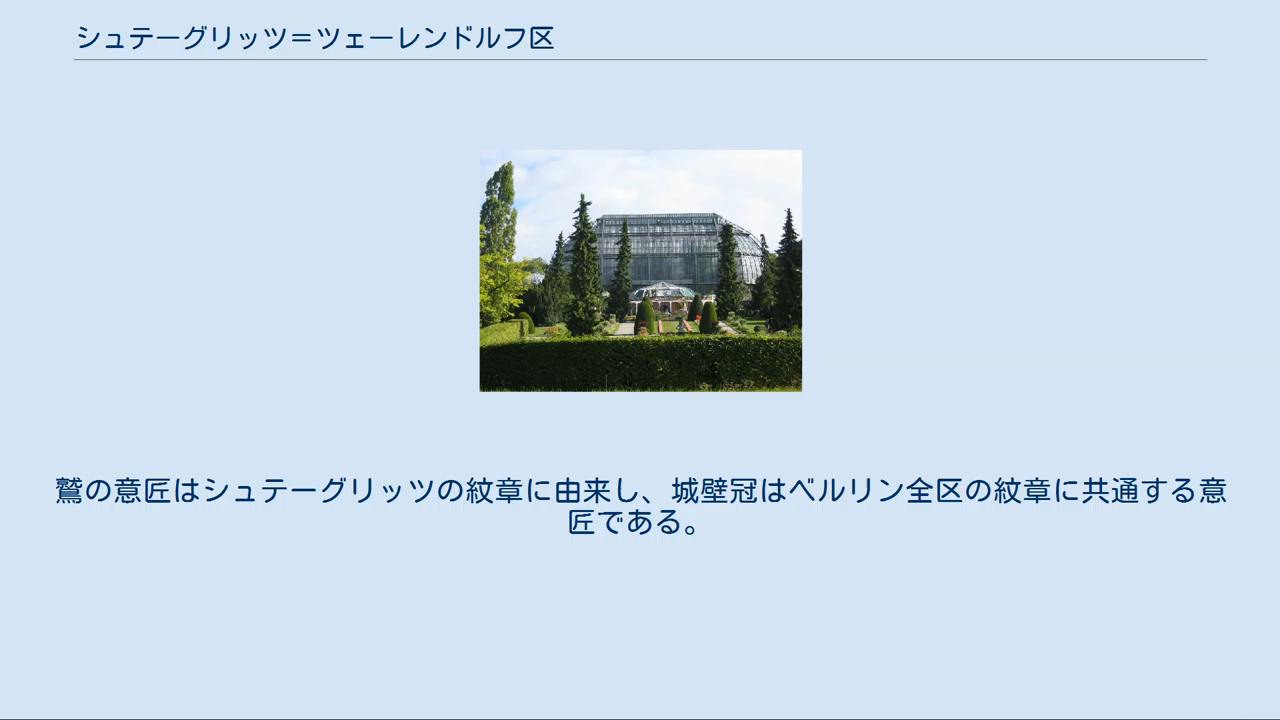 シュテーグリッツ＝ツェーレンドルフ区
鷲の意匠はシュテーグリッツの紋章に由来し、城壁冠はベルリン全区の紋章に共通する意
匠である。